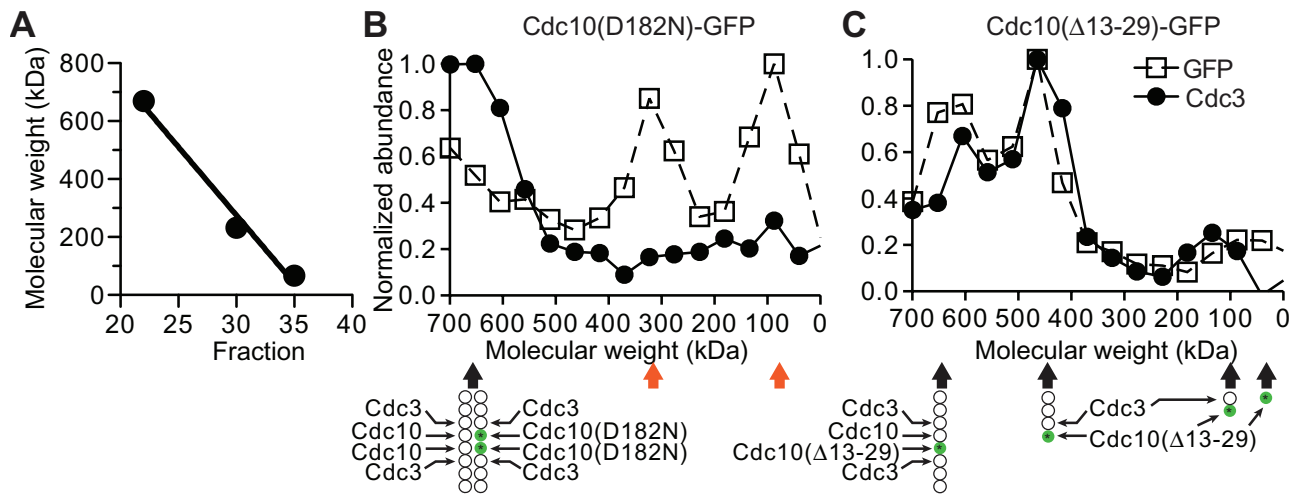 A
Molecular weight (kDa)
800
600
400
200
0
20 30 40
Fraction
B
Cdc10(D182N)-GFP
Normalized abundance
1.0
0.8
0.6
0.4
0.2
0.0
700 600 500 400 300 200 100 0
Molecular weight (kDa)
Cdc3
Cdc10
Cdc10
Cdc3
* *
Cdc3
Cdc10(D182N)
Cdc10(D182N)
Cdc3
C
Cdc10(Δ13-29)-GFP
GFP
Cdc3
1.0
0.8
0.6
0.4
0.2
0.0
700 600 500 400 300 200 100 0
Molecular weight (kDa)
Cdc3
Cdc10
Cdc10(Δ13-29)
Cdc3
*
*
Cdc3
Cdc10(Δ13-29)
*
*